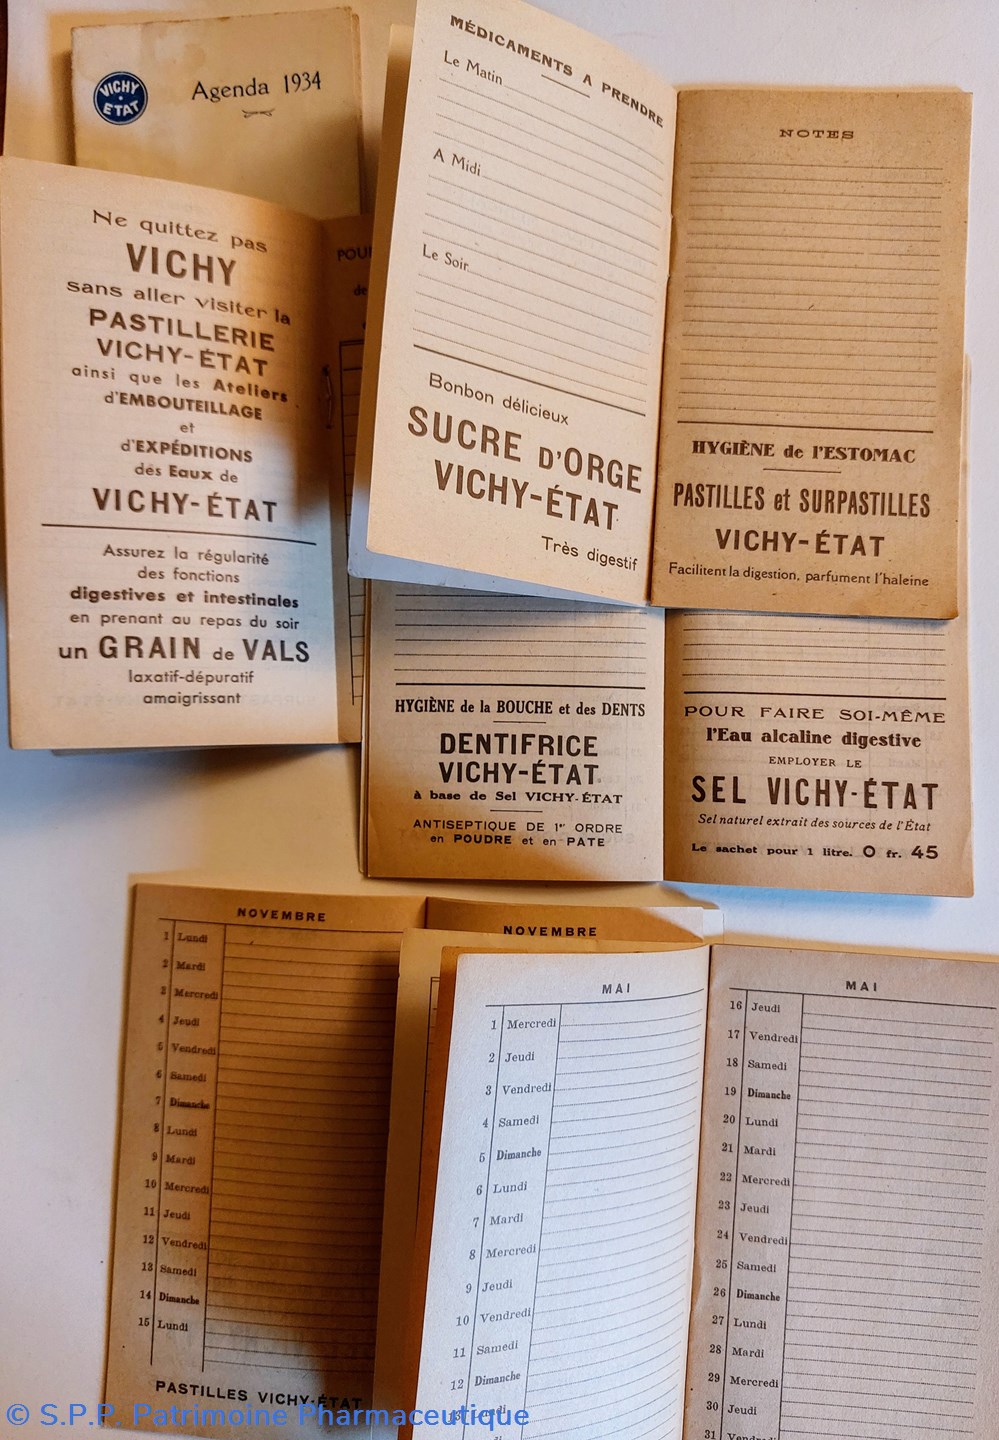 VICHY
ÉTAT
Agenda 1934
Ne quittez pas
VICHY
sans aller visiter la
PASTILLERIE
VICHY-ÉTAT
ainsi que les Ateliers
d'EMBOUTEILLAGE
et
d'EXPÉDITIONS
des Eaux de
VICHY-ÉTAT
Assurez la régularité
des fonctions
digestives et intestinales
en prenant au repas du soir
un GRAIN de VALS
laxatif-dépuratif
amaigrissant
POUR
de
MÉDICAMENTS A PRENDRE
Le Matin
A Midi
Le Soir
Bonbon délicieux
SUCRE D'ORGE
VICHY-ÉTAT
Très digestif
NOTES
HYGIÈNE de l'ESTOMAC
PASTILLES et SURPASTILLES
VICHY-ÉTAT
Facilitent la digestion, parfument l'haleine
HYGIÈNE de la BOUCHE et des DENTS
DENTIFRICE
VICHY-ÉTAT
à base de Sel VICHY-ÉTAT
ANTISEPTIQUE DE 1er ORDRE
en POUDRE et en PATE
POUR FAIRE SOI-MÊME
l'Eau alcaline digestive
EMPLOYER LE
SEL VICHY-ÉTAT
Sel naturel extrait des sources de l'État
Le sachet pour 1 litre. 0 fr. 45
NOVEMBRE
1 Lundi
2 Mardi
3 Mercredi
4 Jeudi
5 Vendredi
6 Samedi
7 Dimanche
8 Lundi
9 Mardi
10 Mercredi
11 Jeudi
12 Vendredi
13 Samedi
14 Dimanche
15 Lundi
PASTILLES VICHY-ÉTAT
NOVEMBRE
MAI
1 Mercredi
2 Jeudi
3 Vendredi
4 Samedi
5 Dimanche
6 Lundi
7 Mardi
8 Mercredi
9 Jeudi
10 Vendredi
11 Samedi
12 Dimanche
13 Lundi
MAI
16 Jeudi
17 Vendredi
18 Samedi
19 Dimanche
20 Lundi
21 Mardi
22 Mercredi
23 Jeudi
24 Vendredi
25 Samedi
26 Dimanche
27 Lundi
28 Mardi
29 Mercredi
30 Jeudi
31 Vendredi
© S.P.P. Patrimoine Pharmaceutique